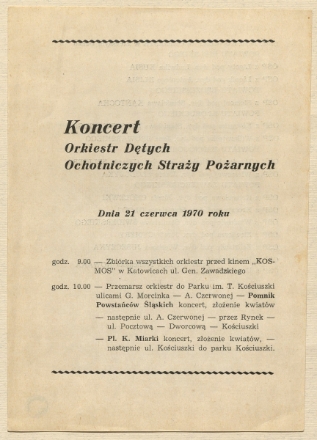 Koncert
Orkiestr Dętych
Ochotniczych Straży Pożarnych
Dnia 21 czerwca 1970 roku
godz. 9.00 — Zbiórka wszystkich orkiestr przed kinem „KOS-
MOS" w Katowicach ul. Gen. Zawadzkiego
godz. 10.00 — Przemarsz orkiestr do Parku im. T. Kościuszki
ulicami G. Morcinka — A. Czerwonej — Pomnik
Powstańców Śląskich koncert, złożenie kwiatów
— następnie ul. A. Czerwonej — przez Rynek —
ul. Pocztową — Dworcową — Kościuszki
— Pl. K. Miarki koncert, złożenie kwiatów, —
następnie ul. Kościuszki do parku Kościuszki.